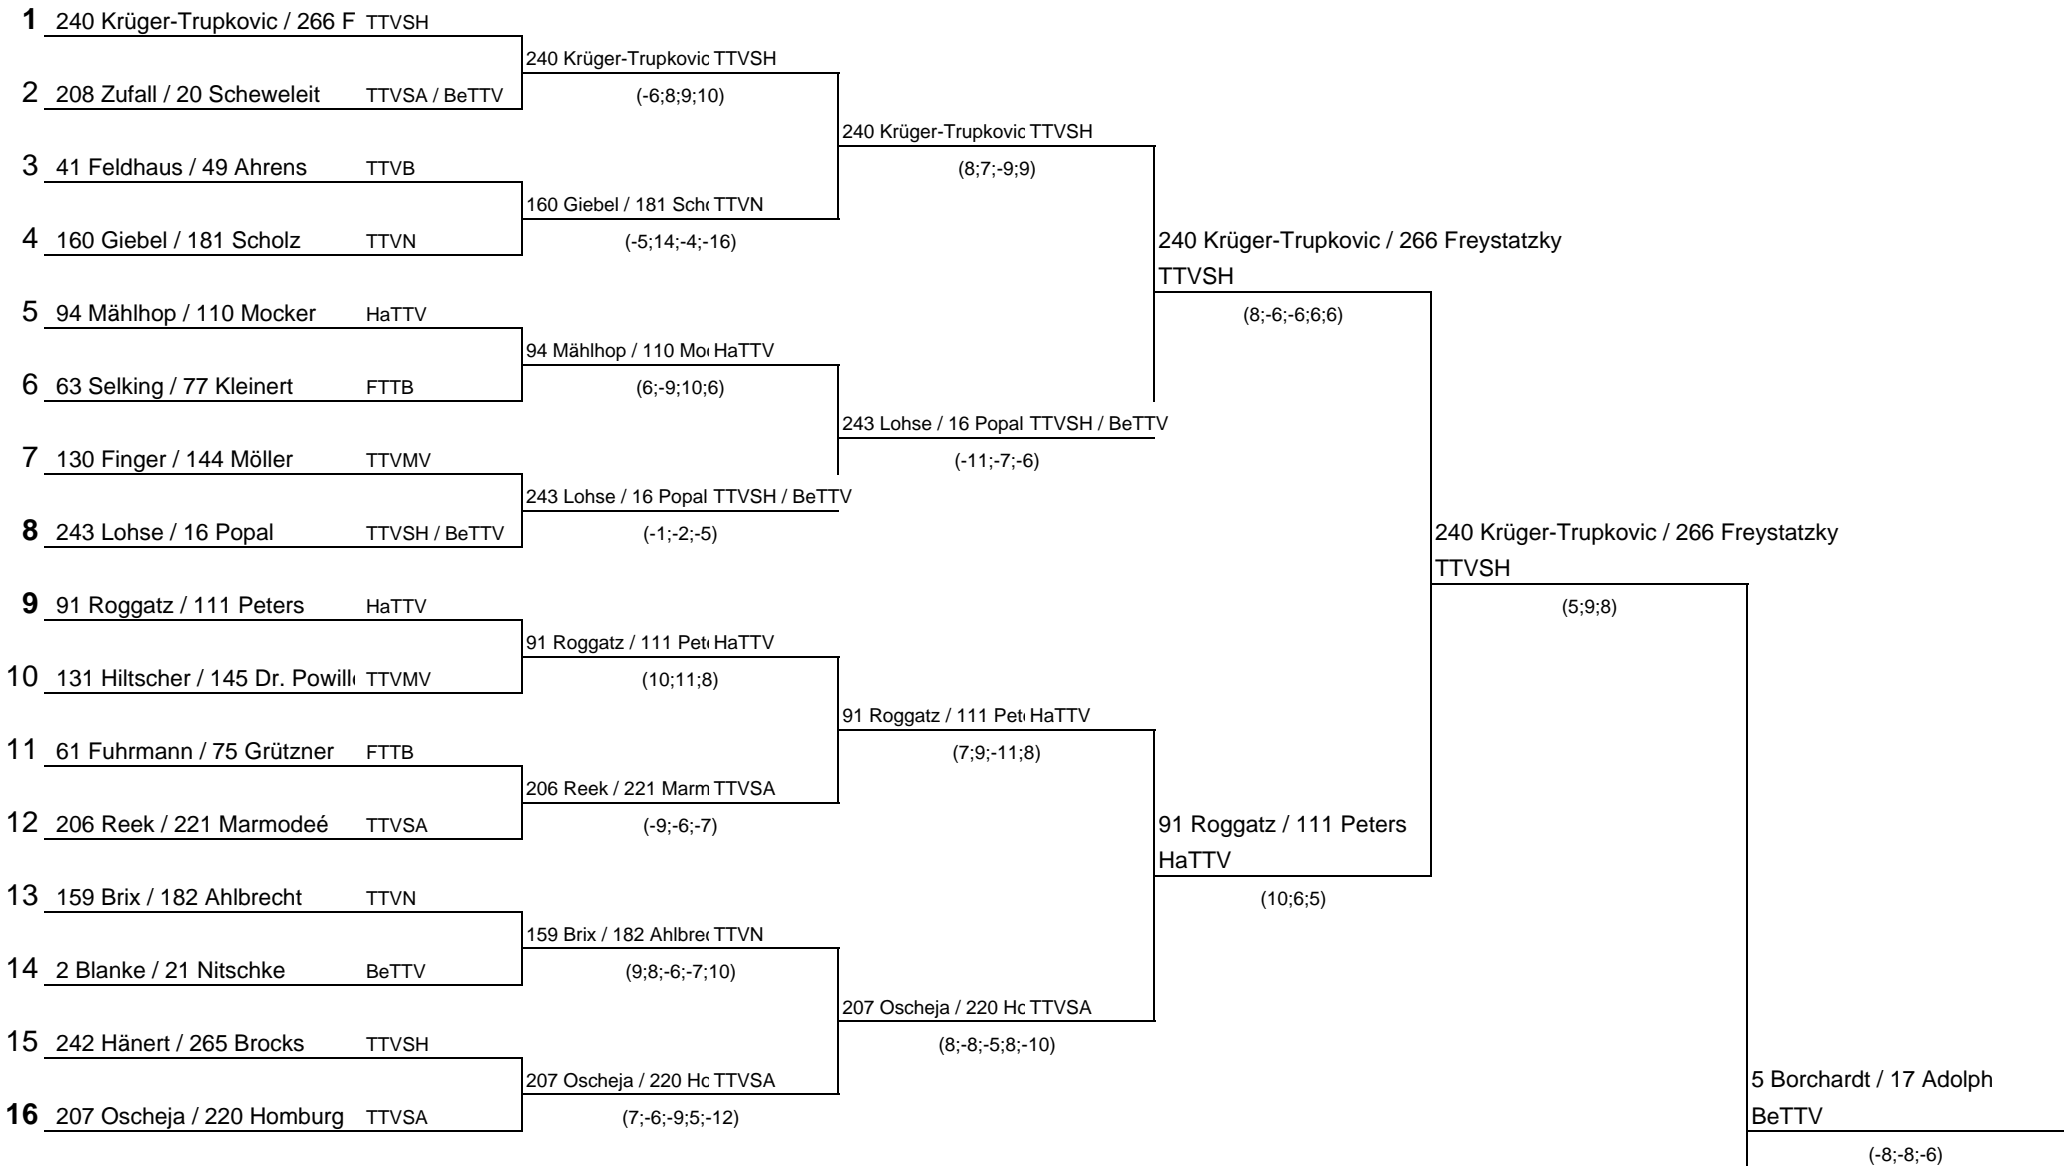 1 240 Krüger-Trupkovic / 266 F TTVSH
240 Krüger-Trupkovic TTVSH
2 208 Zufall / 20 Scheweleit TTVSA / BeTTV (-6;8;9;10)
240 Krüger-Trupkovic TTVSH
3 41 Feldhaus / 49 Ahrens TTVB (8;7;-9;9)
160 Giebel / 181 Scho TTVN
4 160 Giebel / 181 Scholz TTVN (-5;14;-4;-16) 240 Krüger-Trupkovic / 266 Freystatzky
TTVSH
5 94 Mählhop / 110 Mocker HaTTV (8;-6;-6;6;6)
94 Mählhop / 110 Moc HaTTV
6 63 Selking / 77 Kleinert FTTB (6;-9;10;6)
243 Lohse / 16 Popal TTVSH / BeTTV
7 130 Finger / 144 Möller TTVMV (-11;-7;-6)
243 Lohse / 16 Popal TTVSH / BeTTV
8 243 Lohse / 16 Popal TTVSH / BeTTV (-1;-2;-5) 240 Krüger-Trupkovic / 266 Freystatzky
TTVSH
9 91 Roggatz / 111 Peters HaTTV (5;9;8)
91 Roggatz / 111 Pete HaTTV
10 131 Hiltscher / 145 Dr. Powille TTVMV (10;11;8)
91 Roggatz / 111 Pete HaTTV
11 61 Fuhrmann / 75 Grützner FTTB (7;9;-11;8)
206 Reek / 221 Marm TTVSA
12 206 Reek / 221 Marmodeé TTVSA (-9;-6;-7) 91 Roggatz / 111 Peters
HaTTV
13 159 Brix / 182 Ahlbrecht TTVN (10;6;5)
159 Brix / 182 Ahlbrec TTVN
14 2 Blanke / 21 Nitschke BeTTV (9;8;-6;-7;10)
207 Oscheja / 220 Ho TTVSA
15 242 Hänert / 265 Brocks TTVSH (8;-8;-5;8;-10)
207 Oscheja / 220 Ho TTVSA 5 Borchardt / 17 Adolph
16 207 Oscheja / 220 Homburg TTVSA (7;-6;-9;5;-12) BeTTV
(-8;-8;-6)